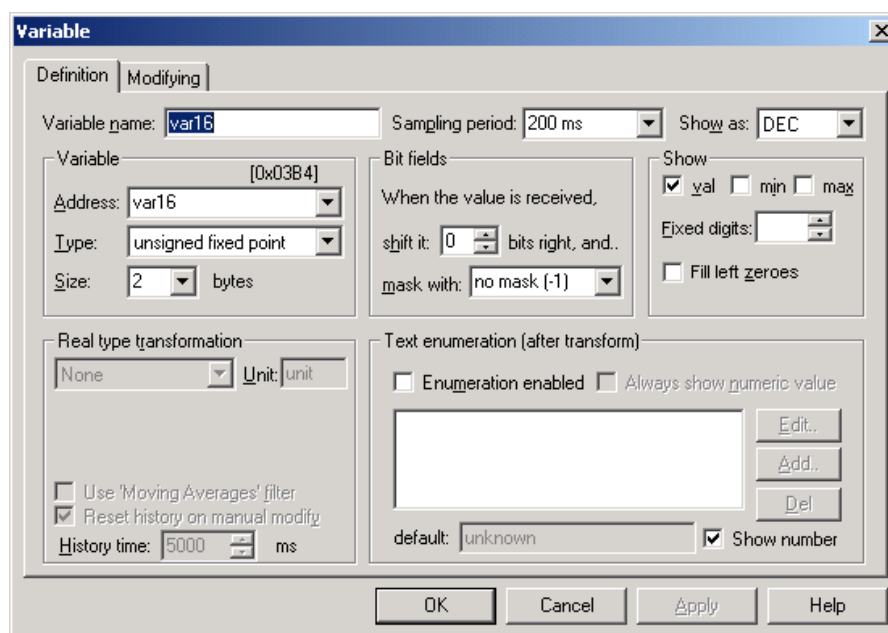 Variable
Definition Modifying
Variable name: var16 Sampling period: 200 ms Show as: DEC
Variable
[0x03B4]
Address: var16
Type: unsigned fixed point
Size: 2 bytes
Bit fields
When the value is received,
shift it: 0 bits right, and..
mask with: no mask (-1)
Show
val min max
Fixed digits:
Fill left zeroes
Real type transformation
None Unit: unit
Use 'Moving Averages' filter
Reset history on manual modify
History time: 5000 ms
Text enumeration (after transform)
Enumeration enabled Always show numeric value
Edit..
Add..
Del
default: unknown Show number
OK Cancel Apply Help